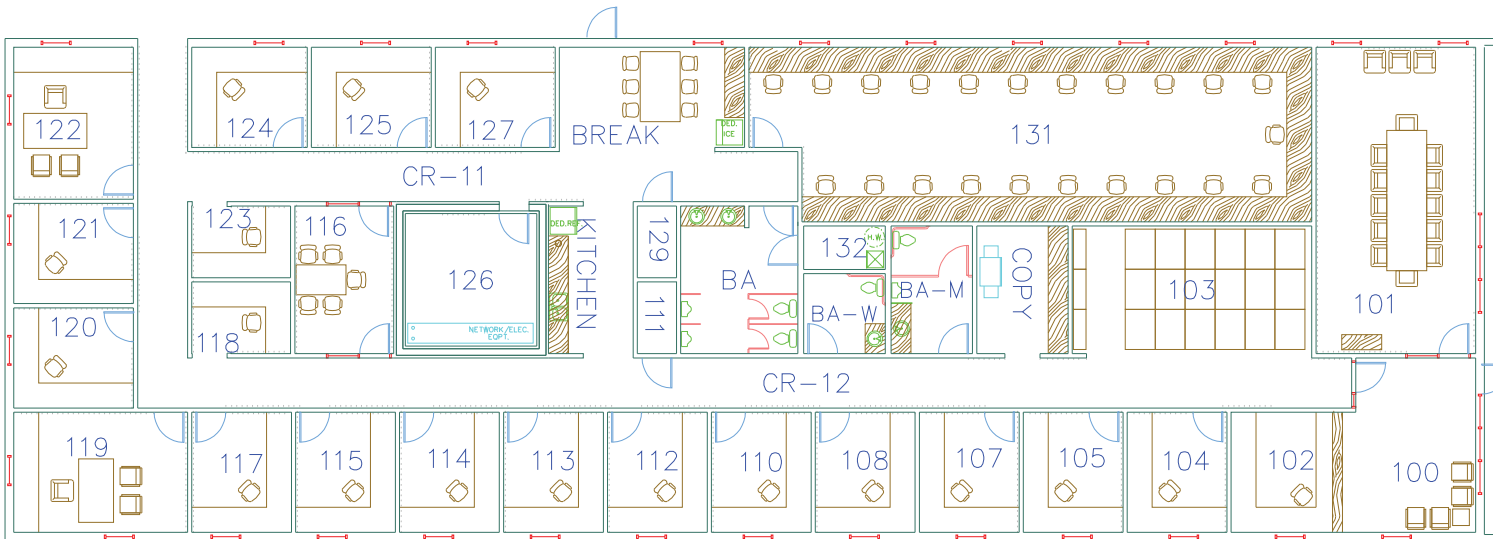 122
124
125
127
BREAK
DED.
ICE
131
CR-11
121
123
116
126
DED.REF
KITCHEN
129
BA
132
H.W.
BA-M
COPY
103
101
120
118
NETWORK/ELEC.
EQPT.
111
BA-W
CR-12
119
117
115
114
113
112
110
108
107
105
104
102
100